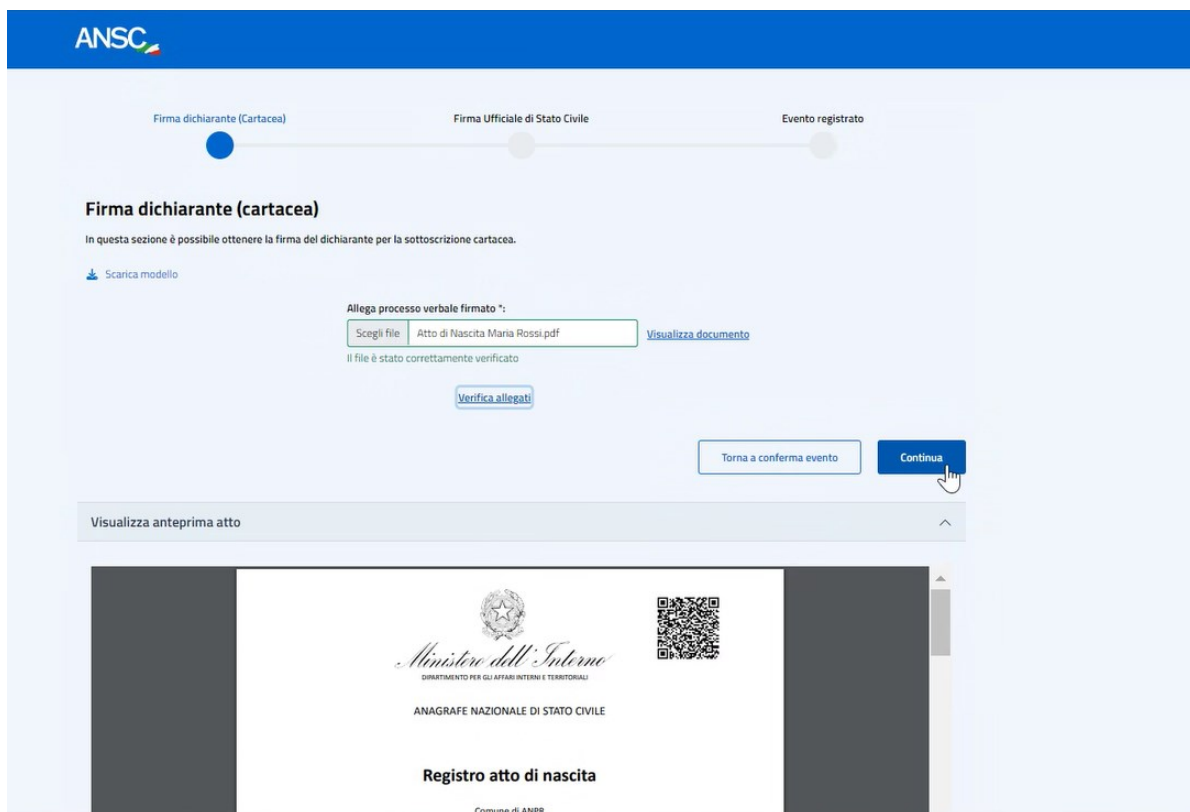 ANSC
Firma dichiarante (Cartacea)
Firma Ufficiale di Stato Civile
Evento registrato
Firma dichiarante (cartacea)
In questa sezione è possibile ottenere la firma del dichiarante per la sottoscrizione cartacea.
Scarica modello
Allega processo verbale firmato *:
Scegli file Atto di Nascita Maria Rossi.pdf Visualizza documento
Il file è stato correttamente verificato
Verifica allegati
Torna a conferma evento Continua
Visualizza anteprima atto
Ministero dell'Interno
DIPARTIMENTO PER GLI AFFARI INTERNI E TERRITORIALI
ANAGRAFE NAZIONALE DI STATO CIVILE
Registro atto di nascita
Comune di ANPR